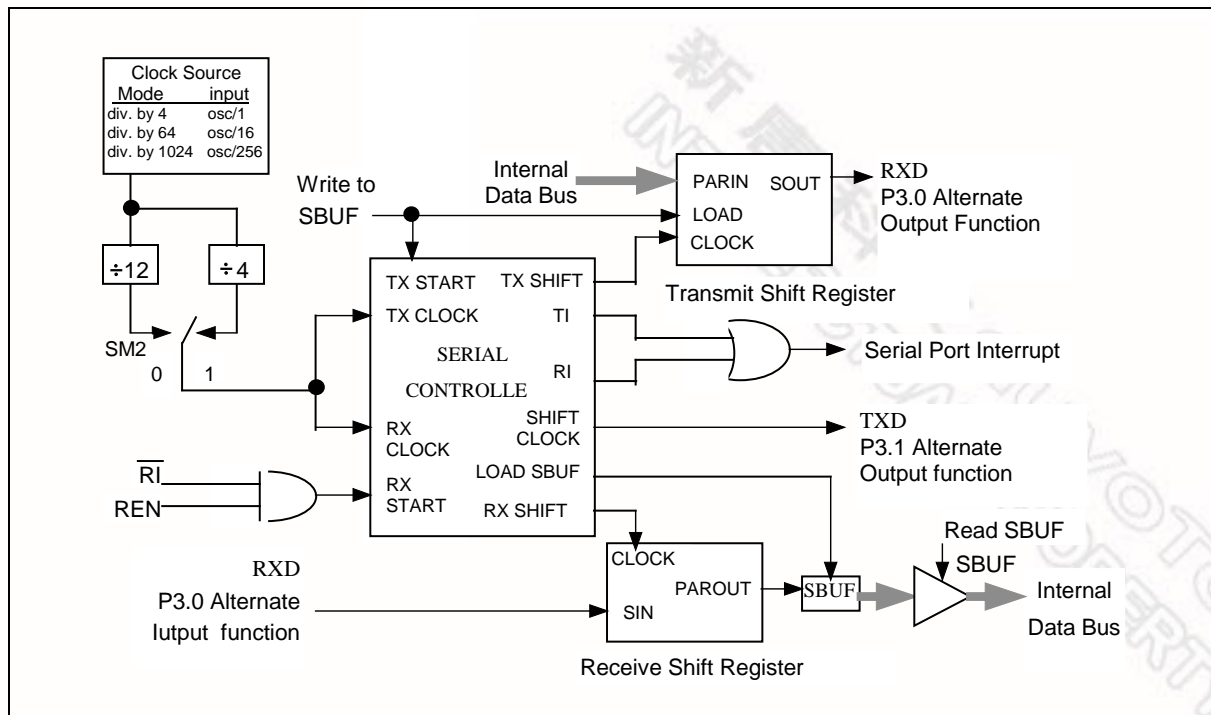 Clock Source
Mode input
div. by 4 osc/1
div. by 64 osc/16
div. by 1024 osc/256
÷12
÷4
SM2
0 1
Write to
SBUF
Internal
Data Bus
PARIN SOUT
LOAD
CLOCK
RXD
P3.0 Alternate
Output Function
Transmit Shift Register
TX START TX SHIFT
TX CLOCK TI
SERIAL
CONTROLLE
RI
RX
CLOCK
SHIFT
CLOCK
LOAD SBUF
RX
START
RX SHIFT
Serial Port Interrupt
TXD
P3.1 Alternate
Output function
RI
REN
RXD
P3.0 Alternate
Iutput function
CLOCK
PAROUT
SIN
Receive Shift Register
SBUF
Read SBUF
SBUF
Internal
Data Bus